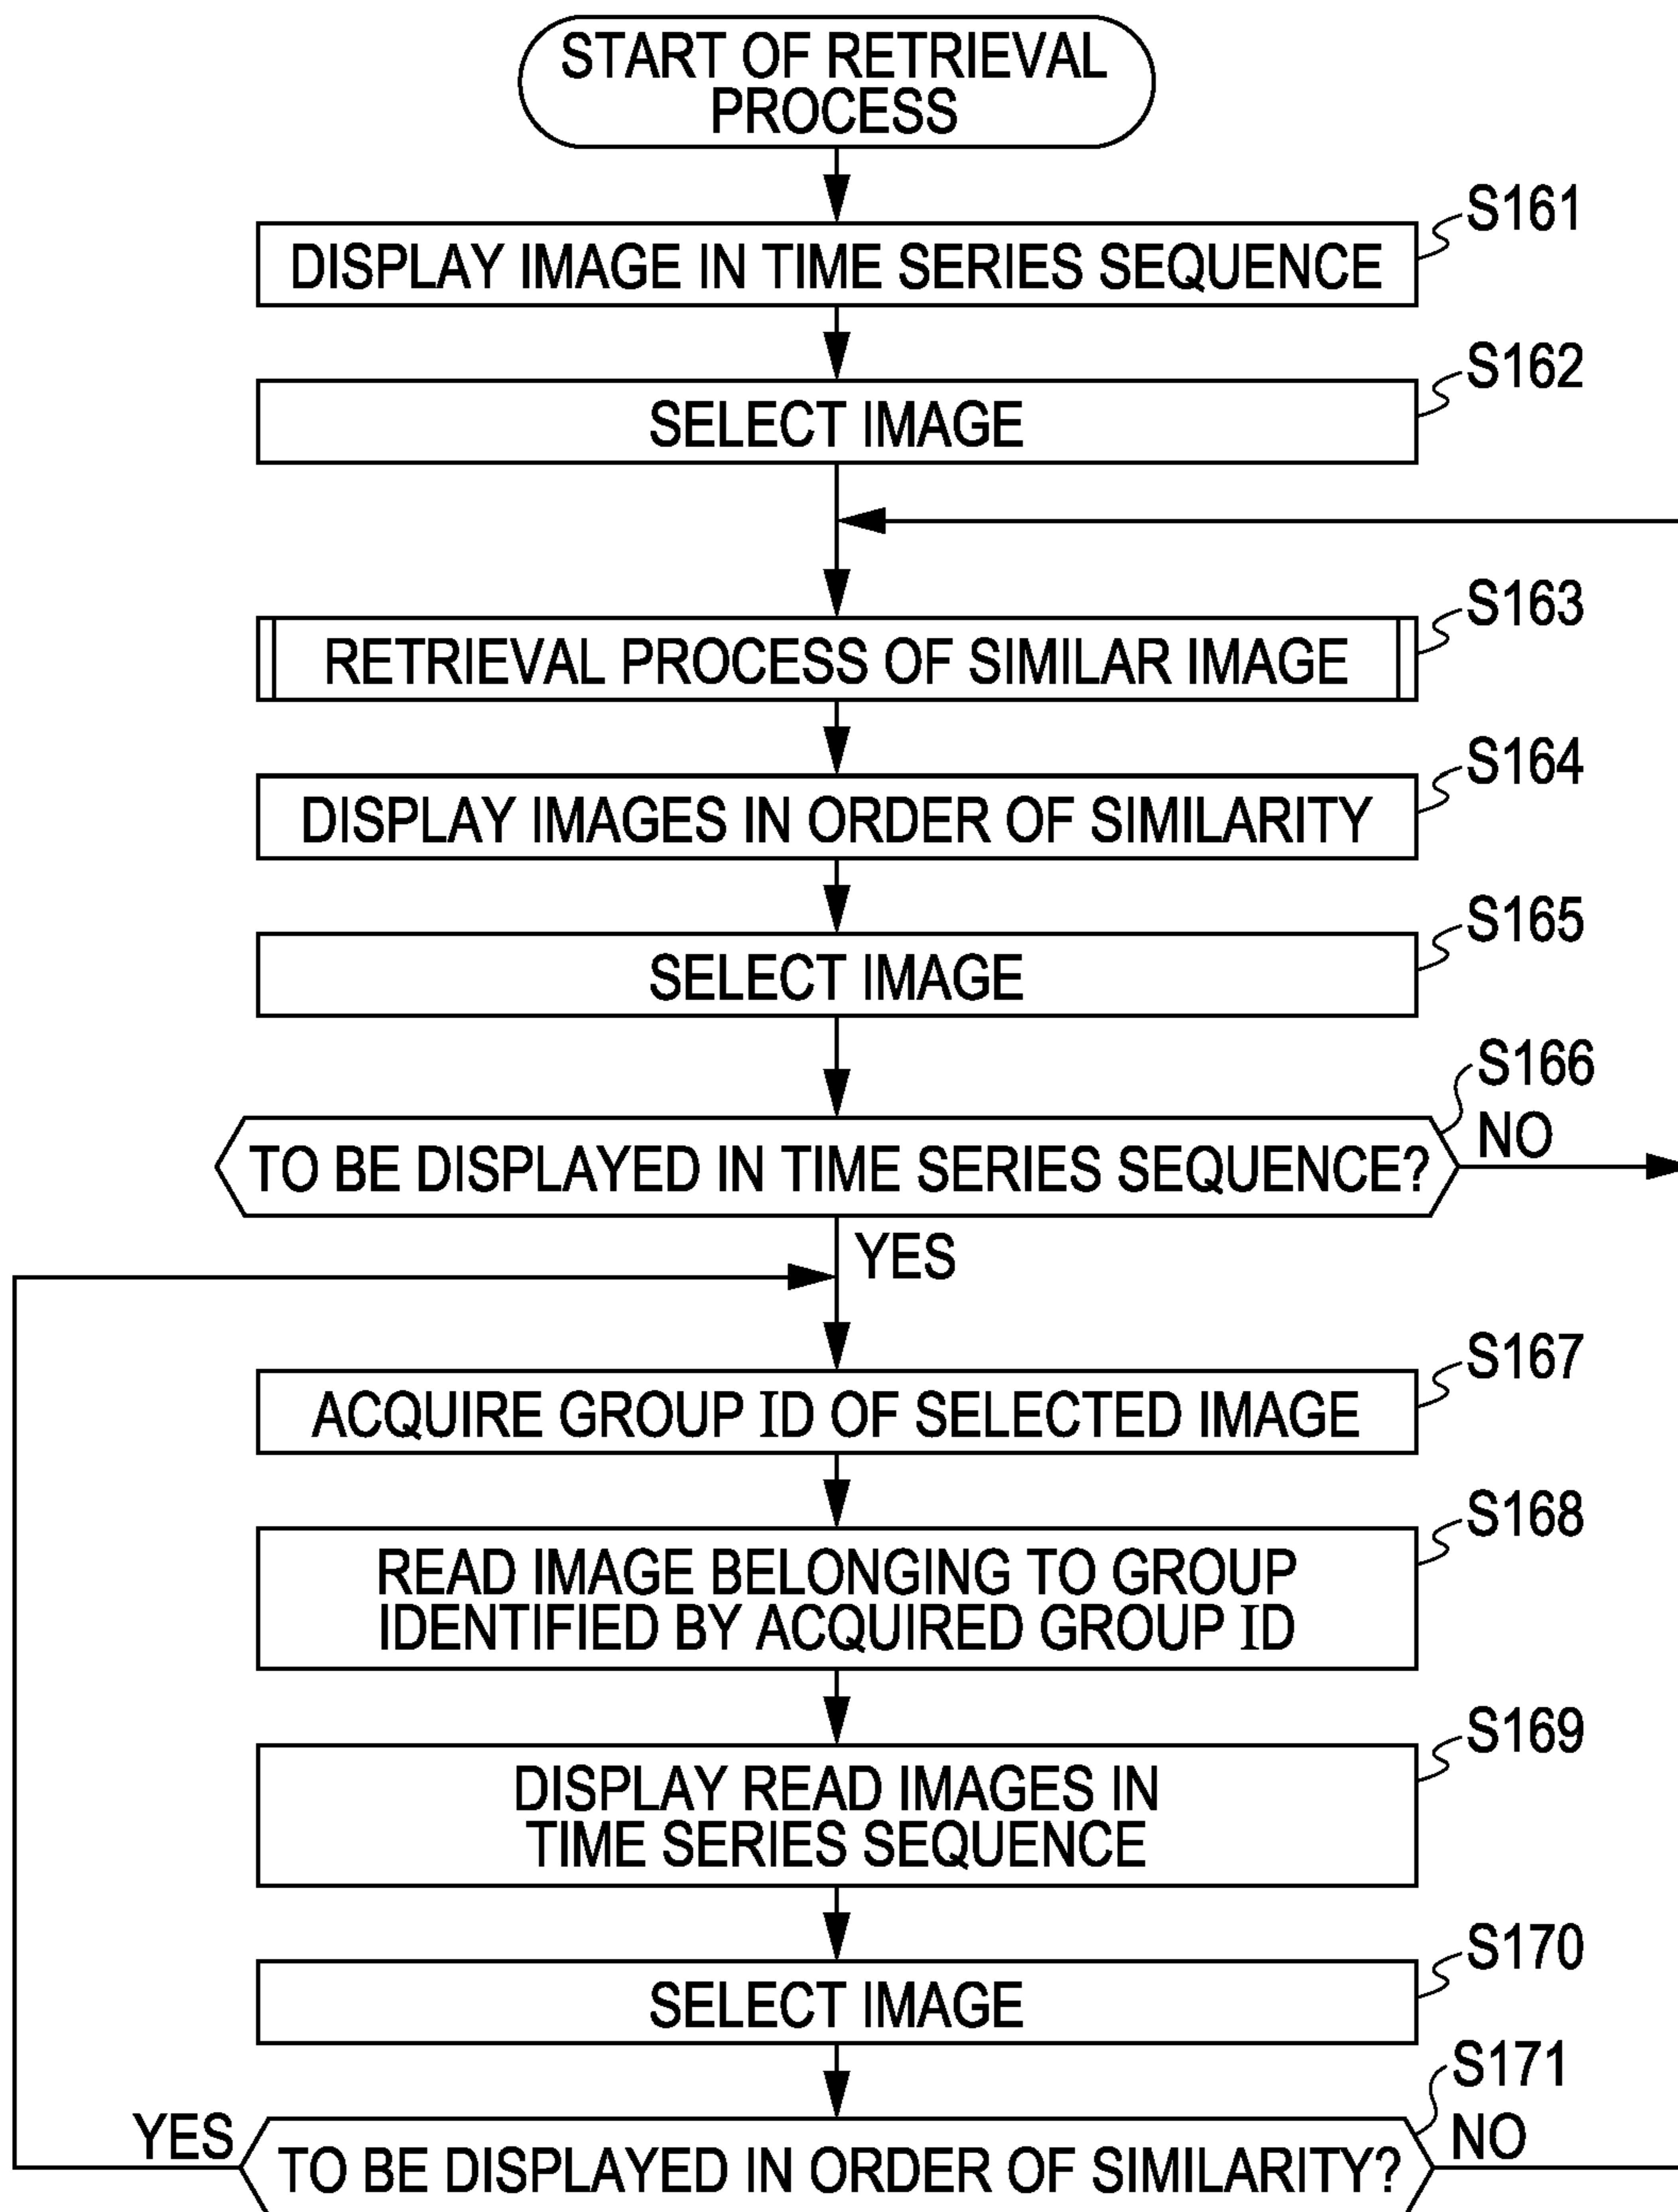 START OF RETRIEVAL
PROCESS
S161
DISPLAY IMAGE IN TIME SERIES SEQUENCE
S162
SELECT IMAGE
S163
RETRIEVAL PROCESS OF SIMILAR IMAGE
S164
DISPLAY IMAGES IN ORDER OF SIMILARITY
S165
SELECT IMAGE
S166
NO
TO BE DISPLAYED IN TIME SERIES SEQUENCE?
YES
S167
ACQUIRE GROUP ID OF SELECTED IMAGE
S168
READ IMAGE BELONGING TO GROUP
IDENTIFIED BY ACQUIRED GROUP ID
S169
DISPLAY READ IMAGES IN
TIME SERIES SEQUENCE
S170
SELECT IMAGE
S171
YES
NO
TO BE DISPLAYED IN ORDER OF SIMILARITY?